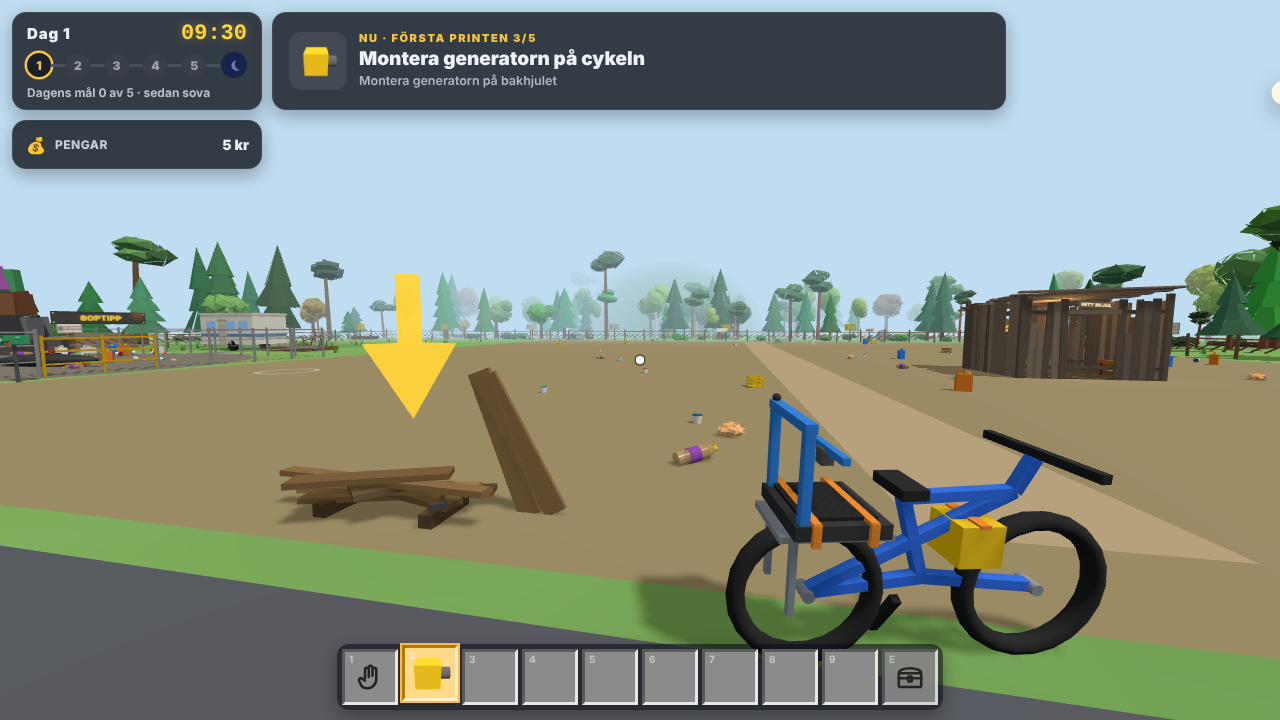 Dag 1
09:30
1 2 3 4 5
Dagens mål 0 av 5 · sedan sova
PENGAR
5 kr
NU · FÖRSTA PRINTEN 3/5
Montera generatorn på cykeln
Montera generatorn på bakhjulet
SOPTIPP
1 2 3 4 5 6 7 8 9 E